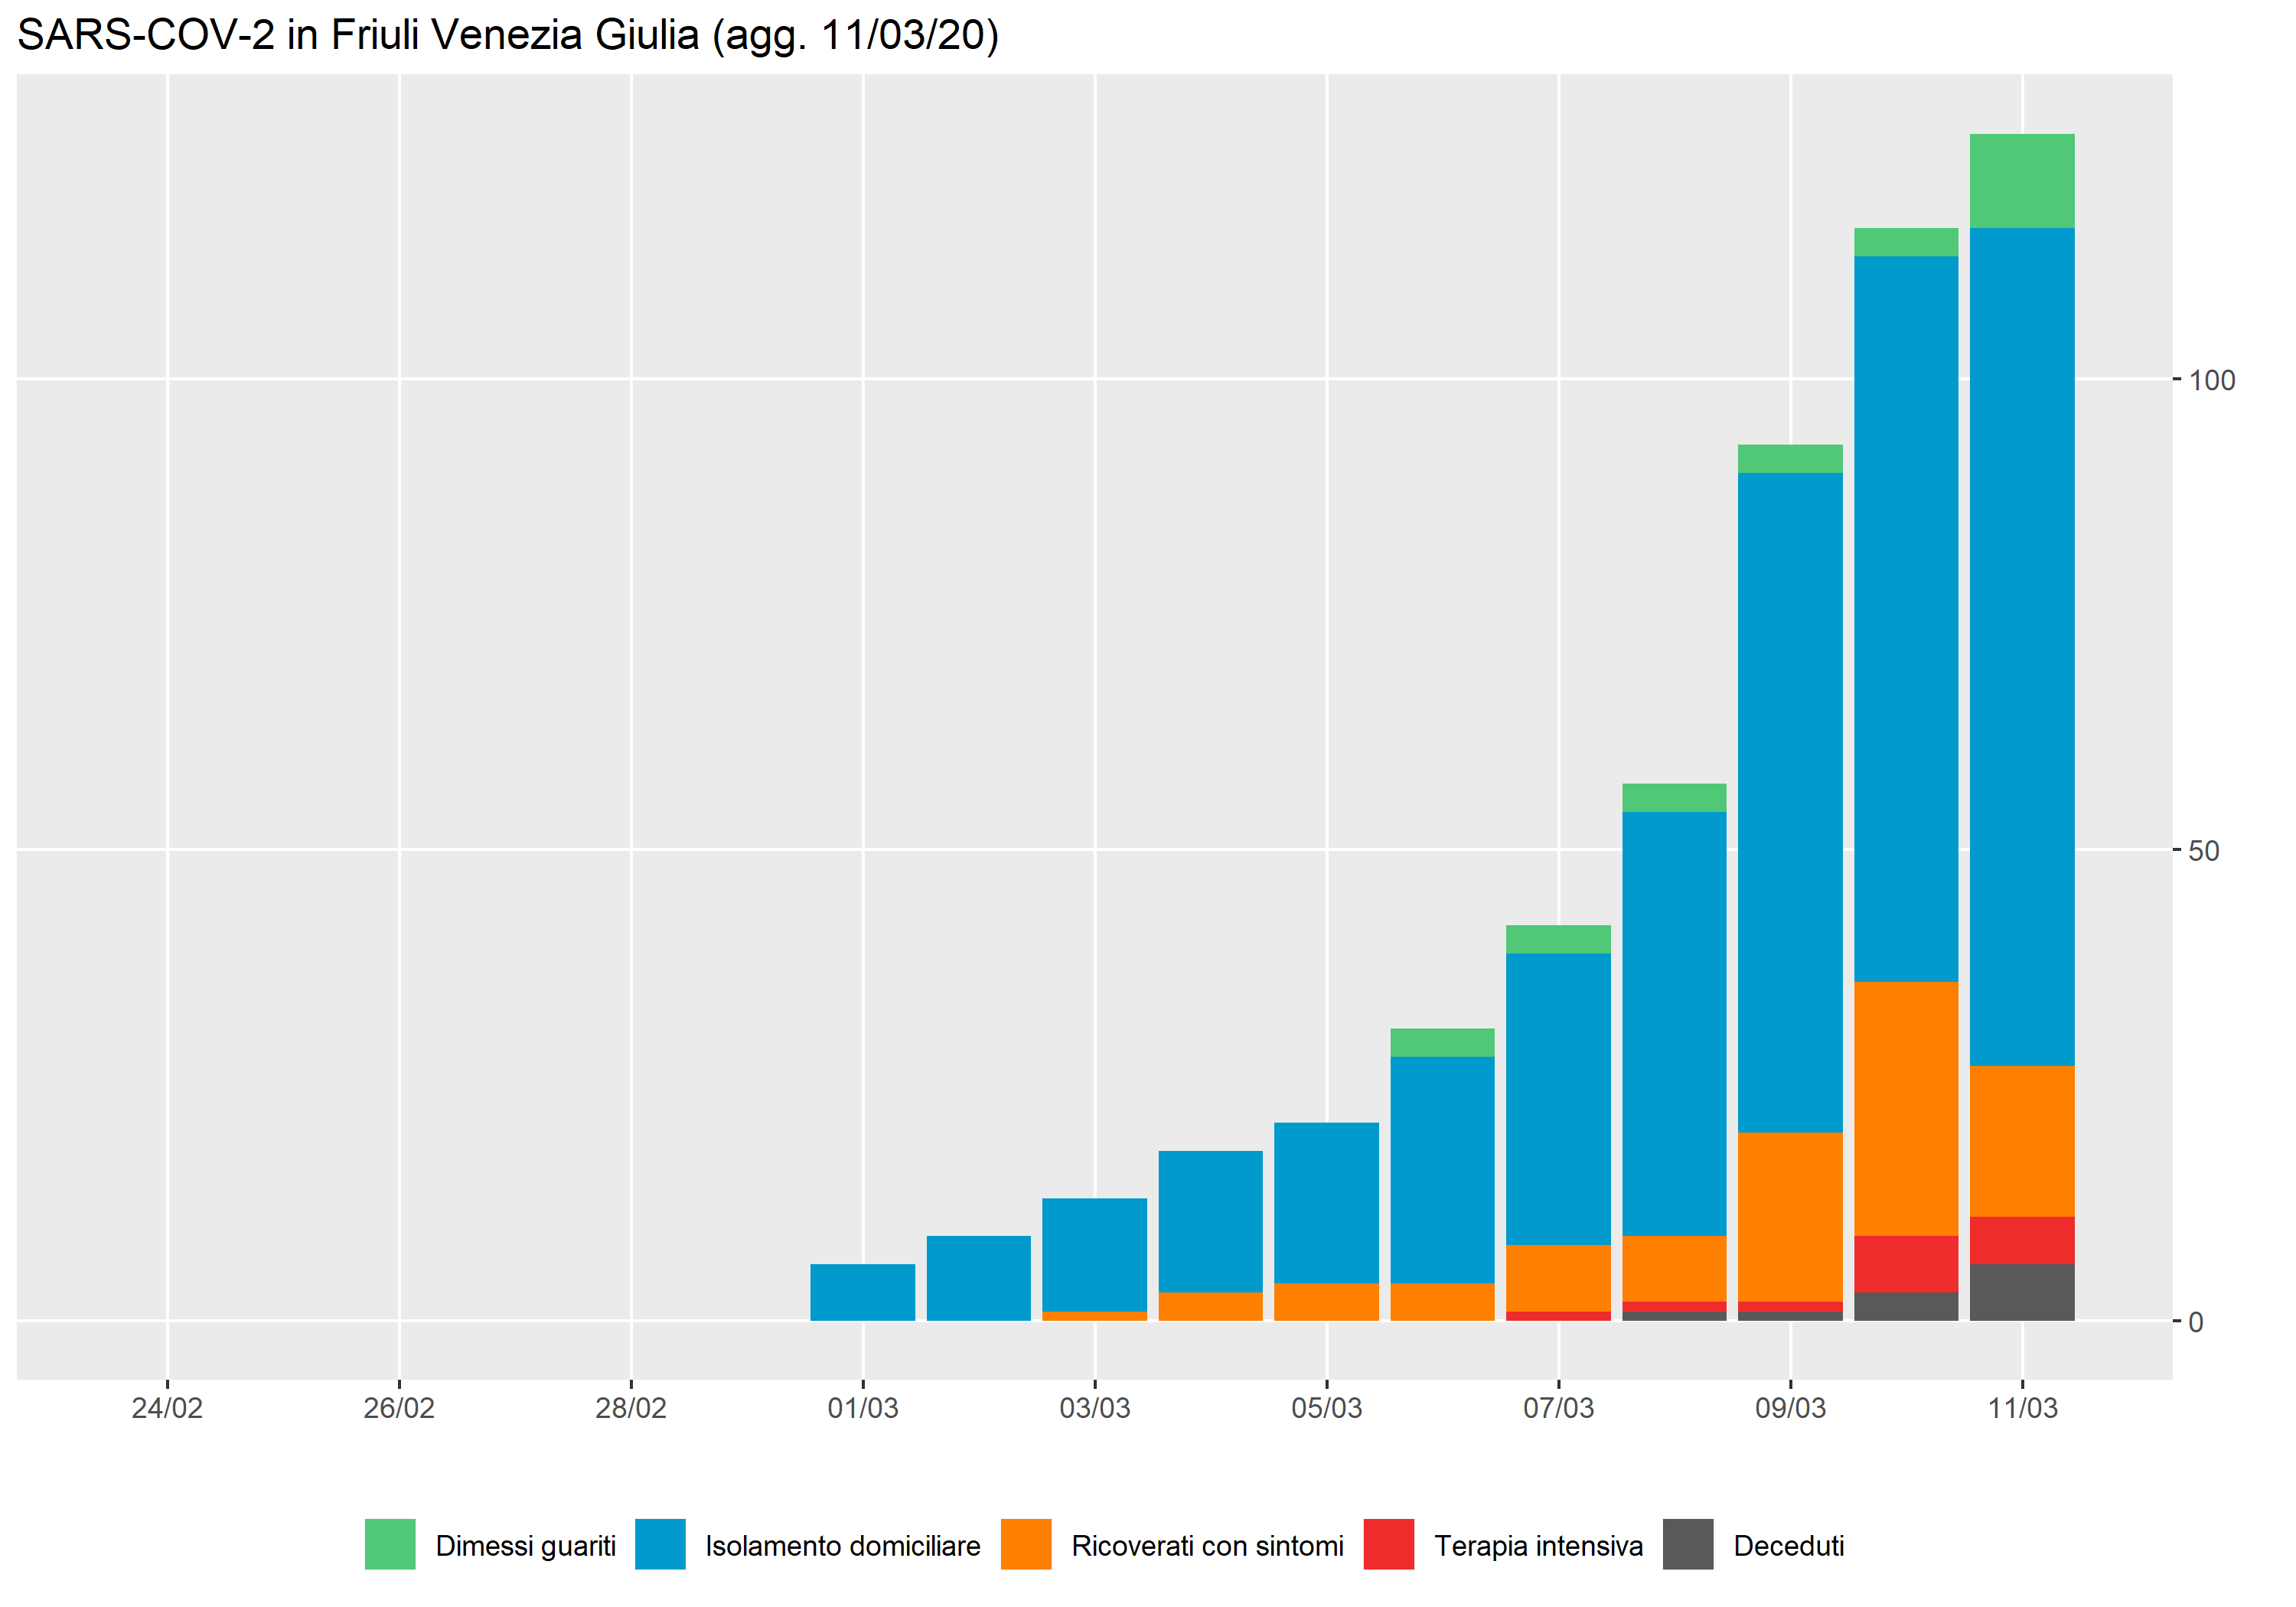 SARS-COV-2 in Friuli Venezia Giulia (agg. 11/03/20)
100
50
0
24/02 26/02 28/02 01/03 03/03 05/03 07/03 09/03 11/03
Dimessi guariti Isolamento domiciliare Ricoverati con sintomi Terapia intensiva Deceduti